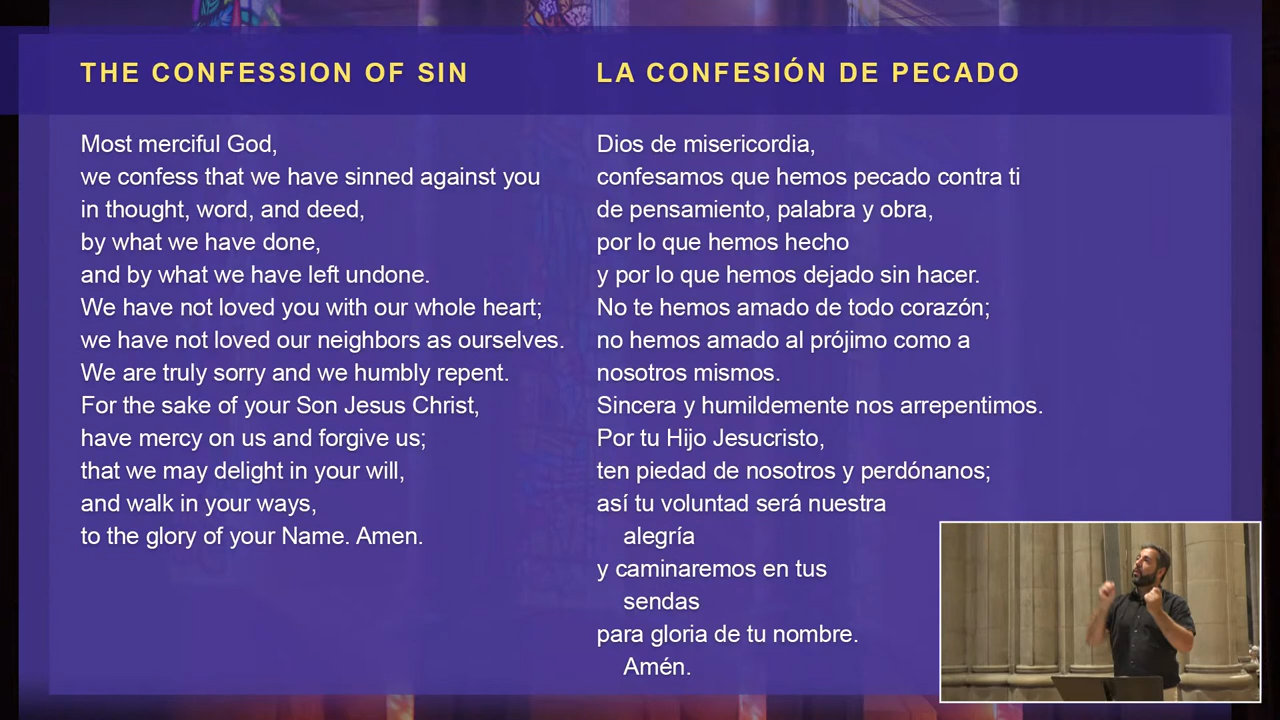 THE CONFESSION OF SIN
Most merciful God,
we confess that we have sinned against you
in thought, word, and deed,
by what we have done,
and by what we have left undone.
We have not loved you with our whole heart;
we have not loved our neighbors as ourselves.
We are truly sorry and we humbly repent.
For the sake of your Son Jesus Christ,
have mercy on us and forgive us;
that we may delight in your will,
and walk in your ways,
to the glory of your Name. Amen.
LA CONFESIÓN DE PECADO
Dios de misericordia,
confesamos que hemos pecado contra ti
de pensamiento, palabra y obra,
por lo que hemos hecho
y por lo que hemos dejado sin hacer.
No te hemos amado de todo corazón;
no hemos amado al prójimo como a
nosotros mismos.
Sincera y humildemente nos arrepentimos.
Por tu Hijo Jesucristo,
ten piedad de nosotros y perdónanos;
así tu voluntad será nuestra
alegría
y caminaremos en tus
sendas
para gloria de tu nombre.
Amén.